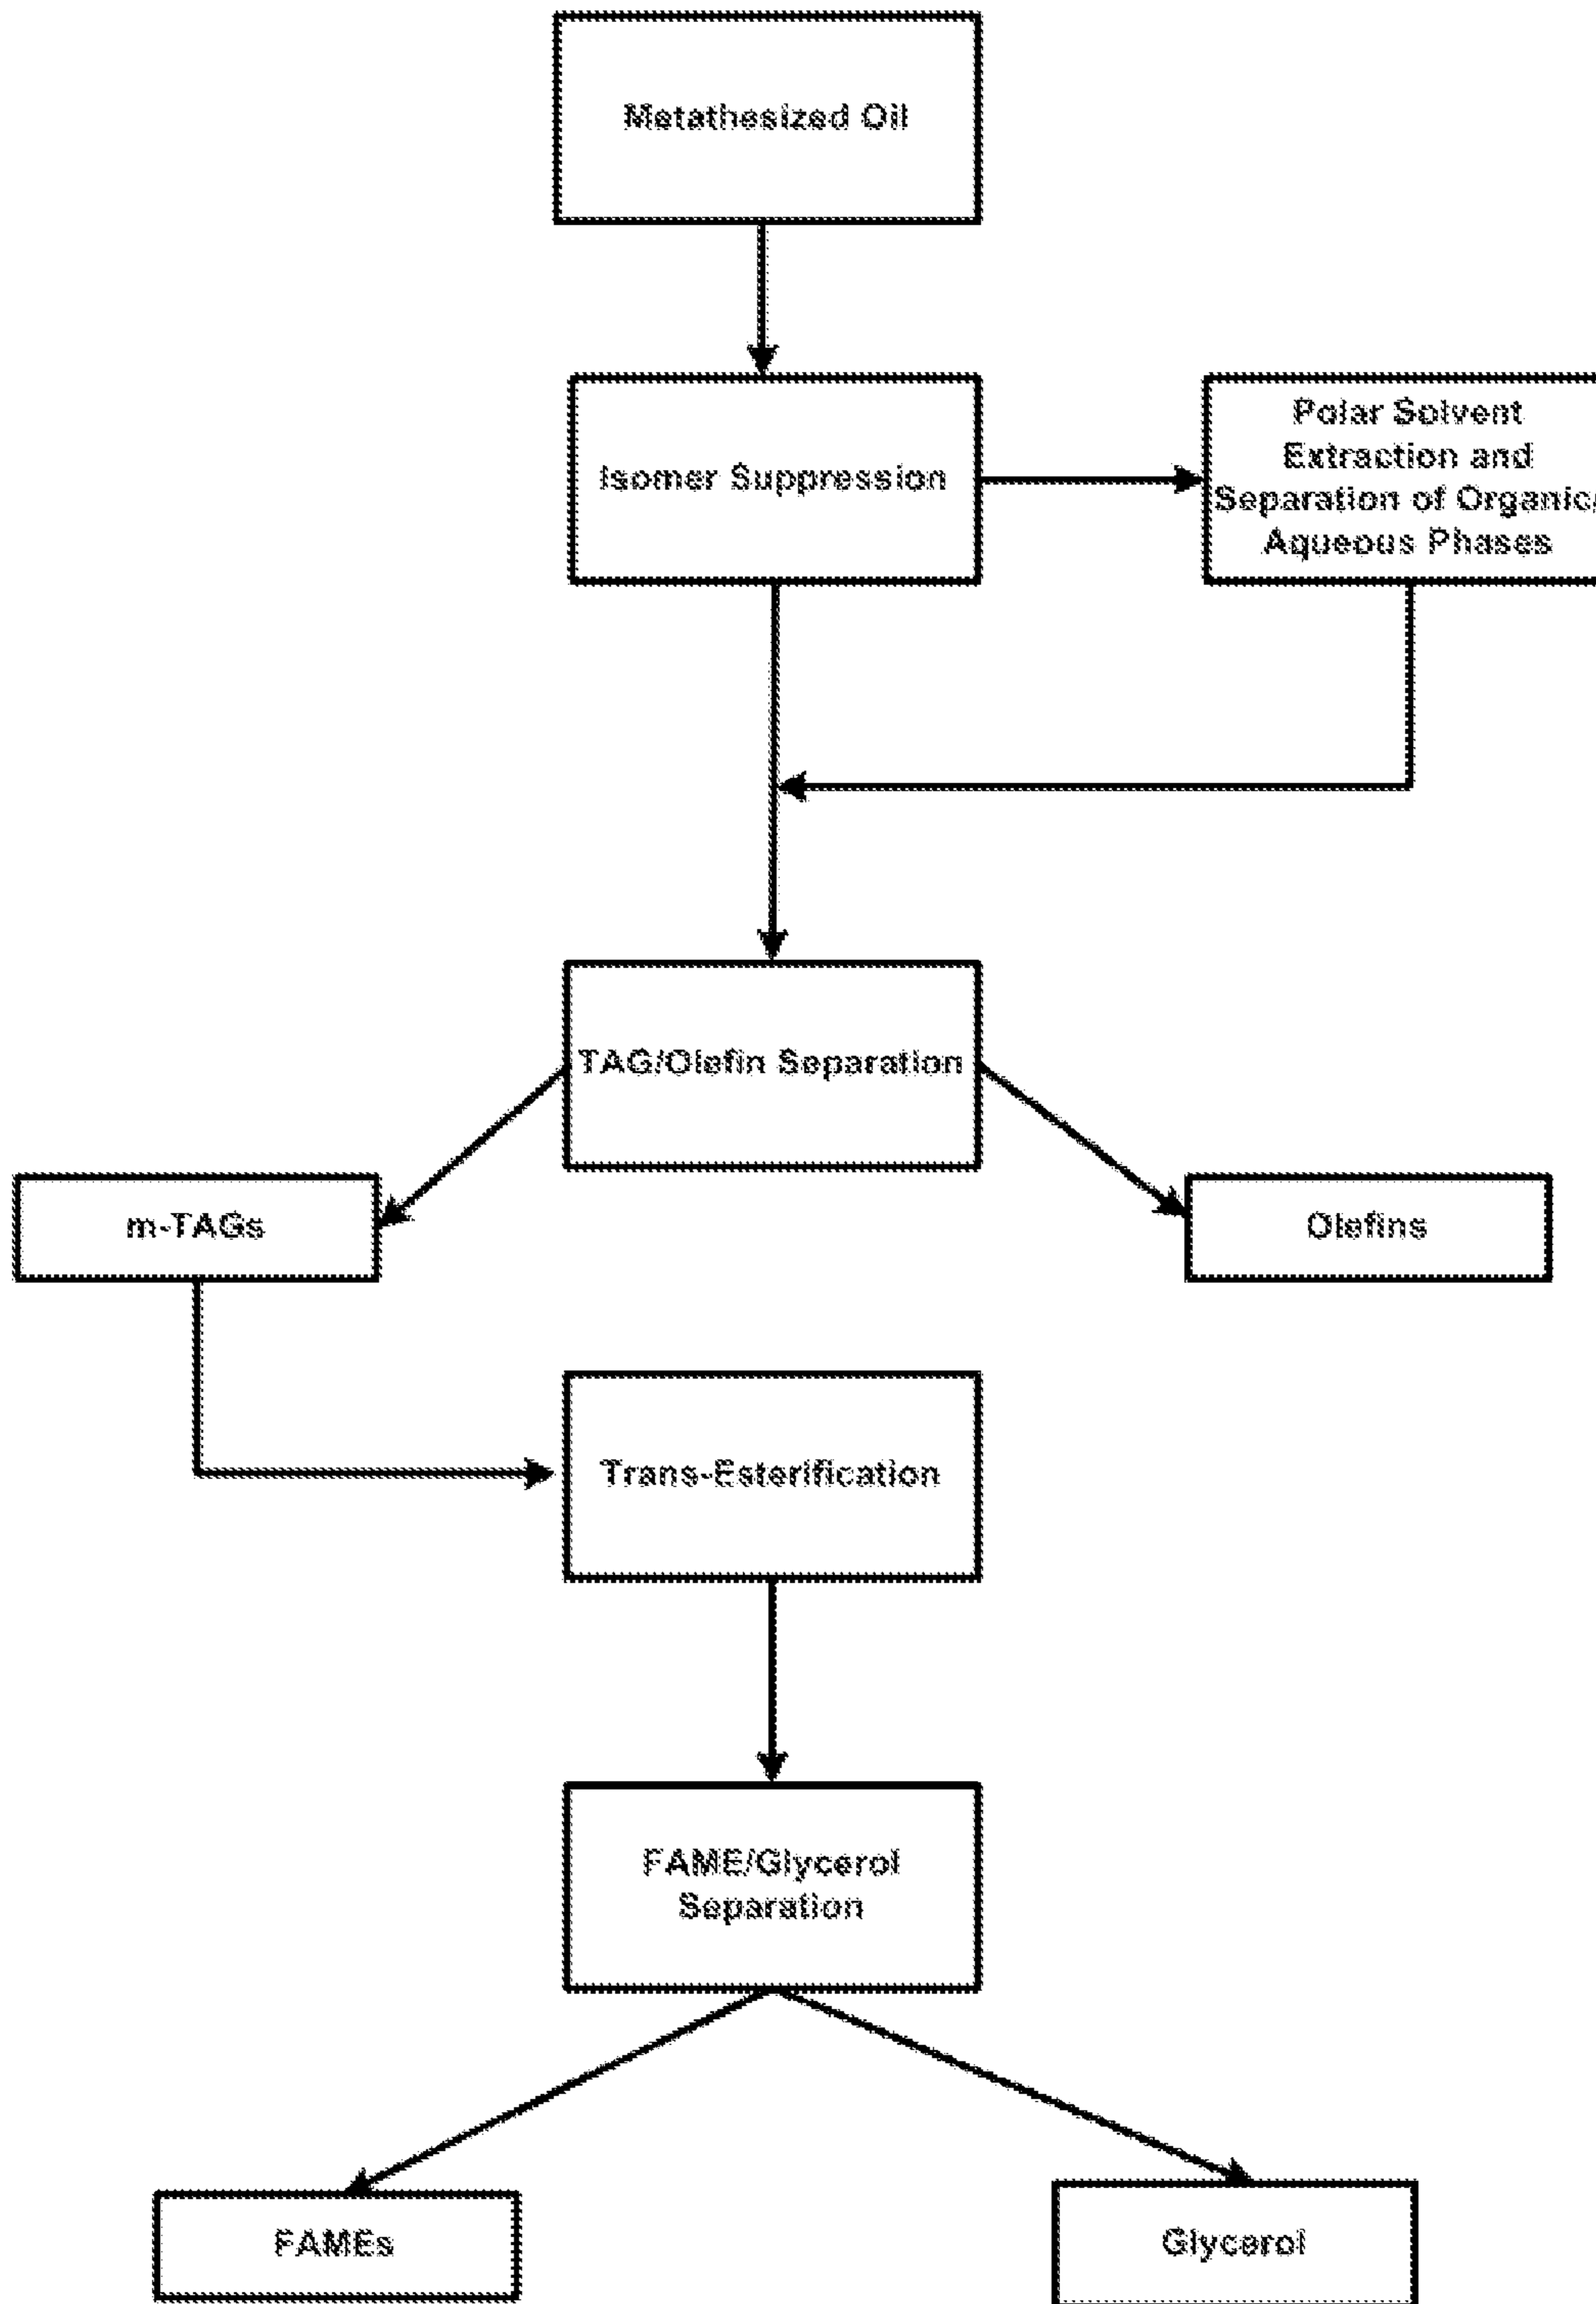 Metathesized Oil
Isomer Suppression
Polar Solvent
Extraction and
Separation of Organic/
Aqueous Phases
TAG/Olefin Separation
m-TAGs
Olefins
Trans-Esterification
FAME/Glycerol
Separation
FAMEs
Glycerol